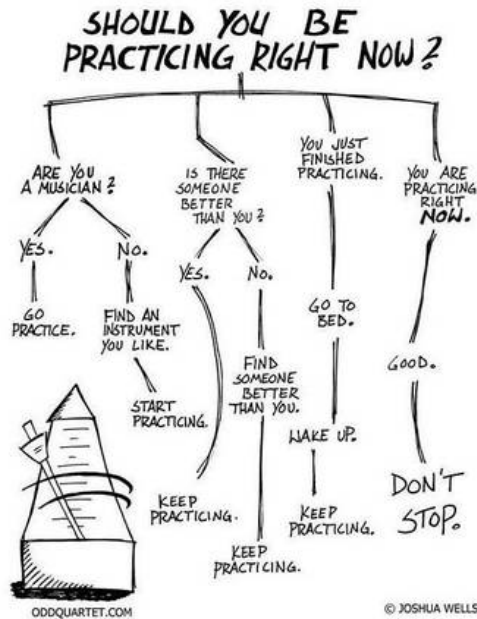 SHOULD YOU BE
PRACTICING RIGHT NOW?
ARE YOU
A MUSICIAN?
YES.
GO
PRACTICE.
NO.
FIND AN
INSTRUMENT
YOU LIKE.
START
PRACTICING.
IS THERE
SOMEONE
BETTER
THAN YOU?
YES.
KEEP
PRACTICING.
NO.
FIND
SOMEONE
BETTER
THAN YOU.
KEEP
PRACTICING.
YOU JUST
FINISHED
PRACTICING.
GO TO
BED.
WAKE UP.
KEEP
PRACTICING.
YOU ARE
PRACTICING
RIGHT
NOW.
GOOD.
DON'T
STOP.
ODDQUARTET.COM
© JOSHUA WELLS